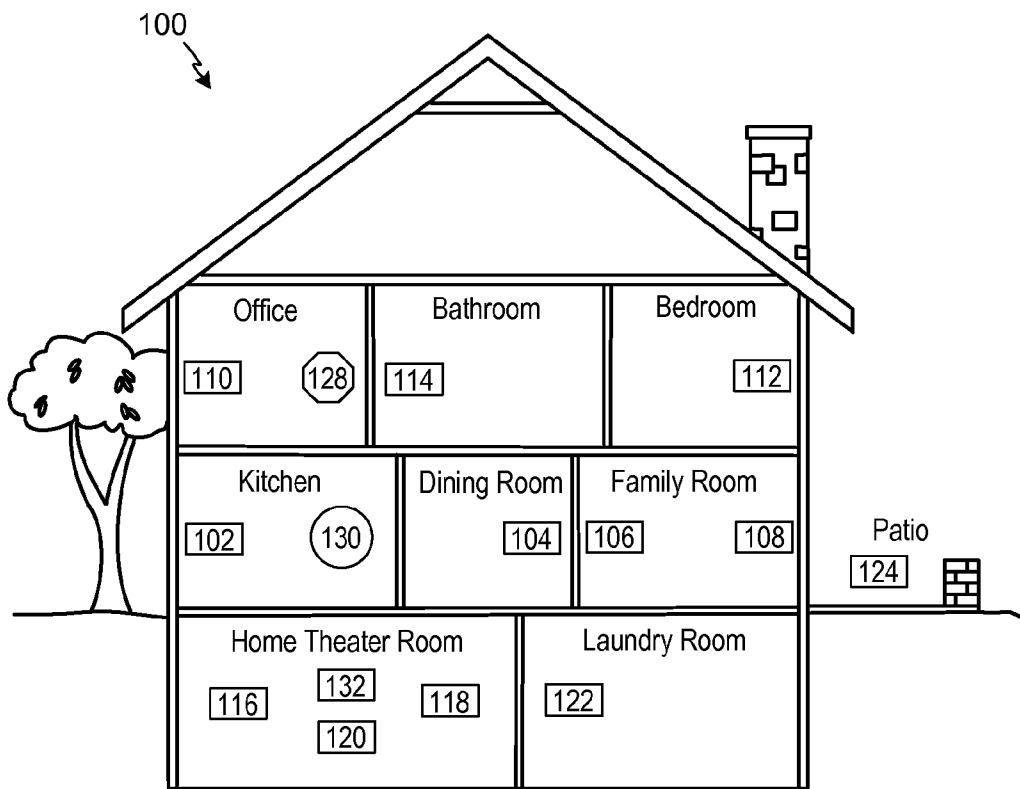 100
Office Bathroom Bedroom
110 128 114 112
Kitchen Dining Room Family Room
102 130 104 106 108
Patio
124
Home Theater Room Laundry Room
132
116 118 122
120